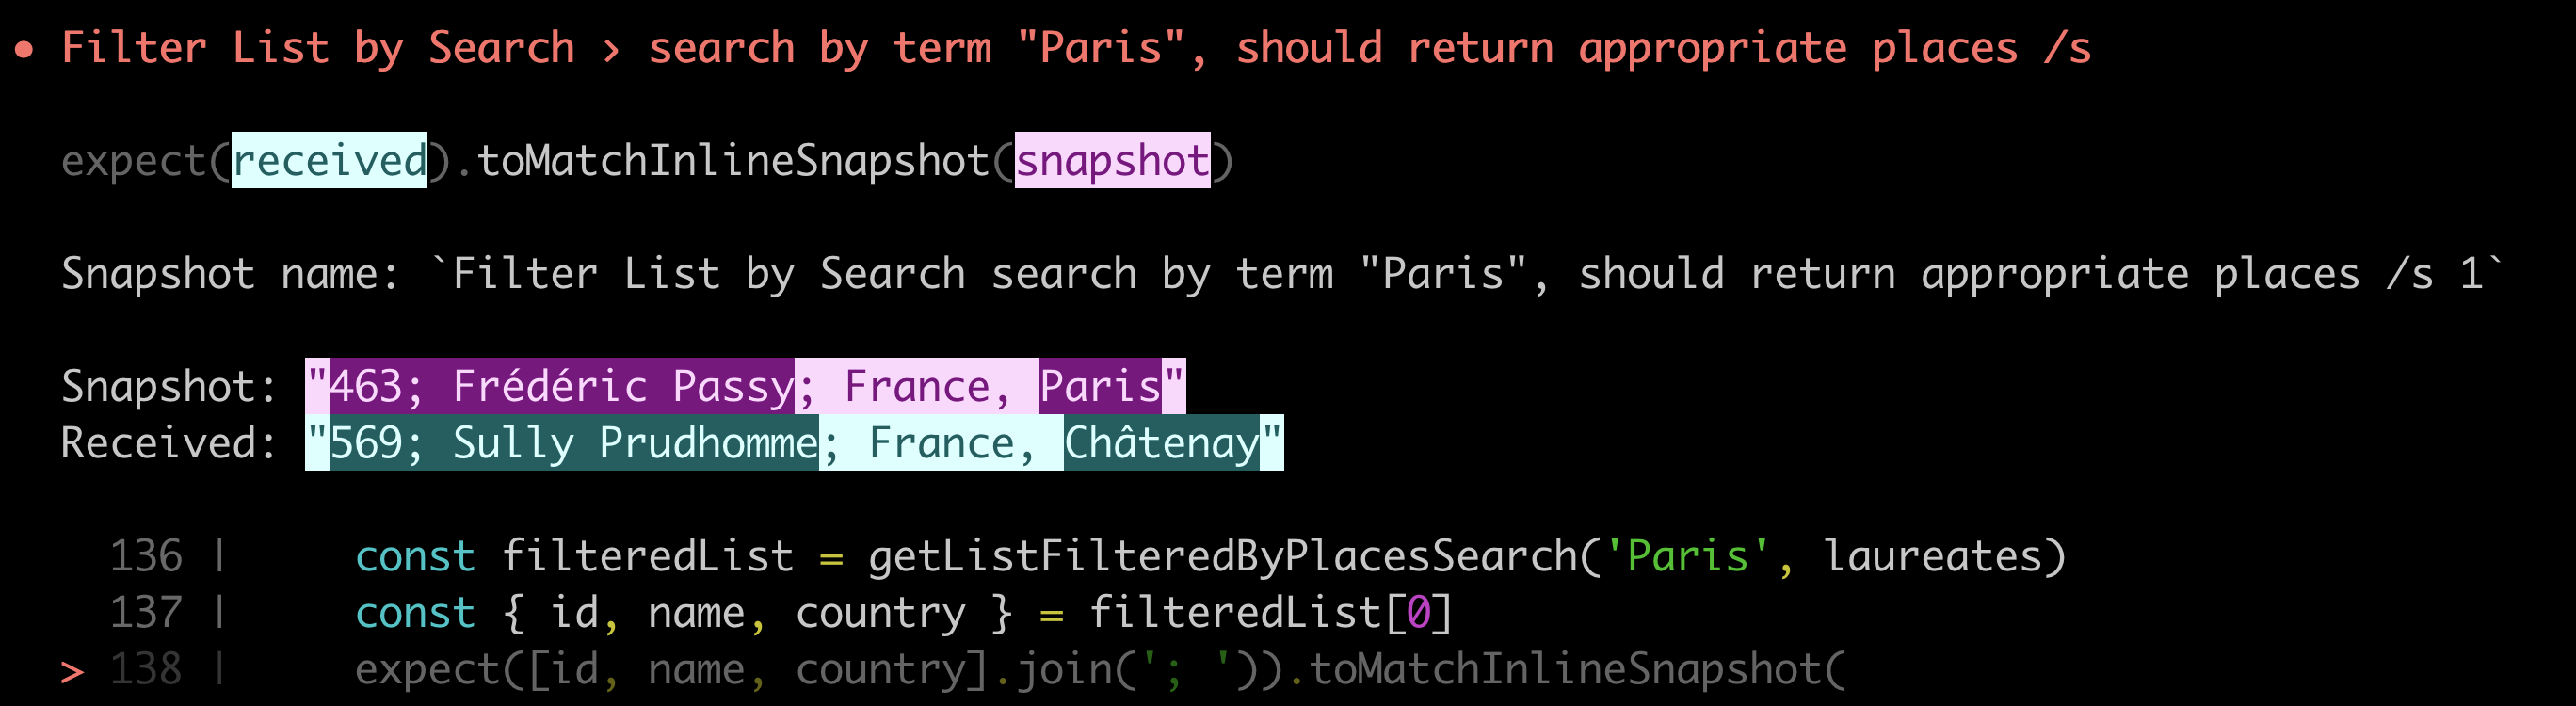 ● Filter List by Search › search by term "Paris", should return appropriate places /s
expect(received).toMatchInlineSnapshot(snapshot)
Snapshot name: `Filter List by Search search by term "Paris", should return appropriate places /s 1`
Snapshot: "463; Frédéric Passy; France, Paris"
Received: "569; Sully Prudhomme; France, Châtenay"
136 |     const filteredList = getListFilteredByPlacesSearch('Paris', laureates)
137 |     const { id, name, country } = filteredList[0]
> 138 |     expect([id, name, country].join('; ')).toMatchInlineSnapshot(